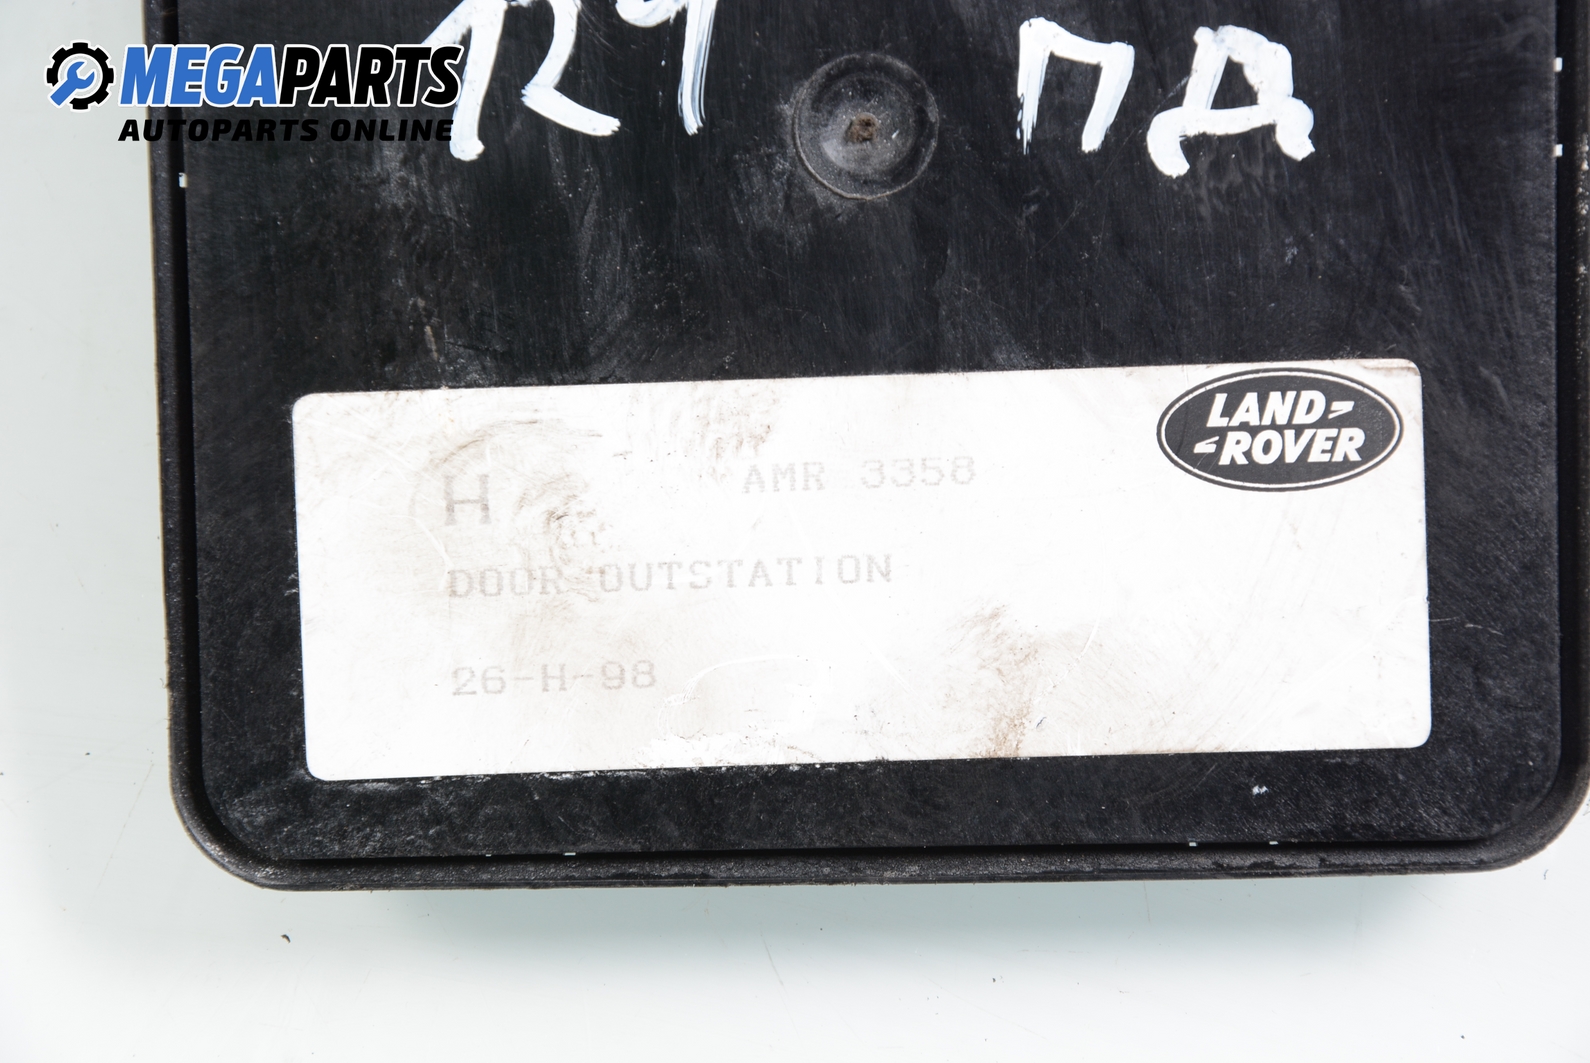 MEGAPARTS
AUTOPARTS ONLINE
ПД
LAND
ROVER
H AMR 3358
DOOR OUTSTATION
26-H-98